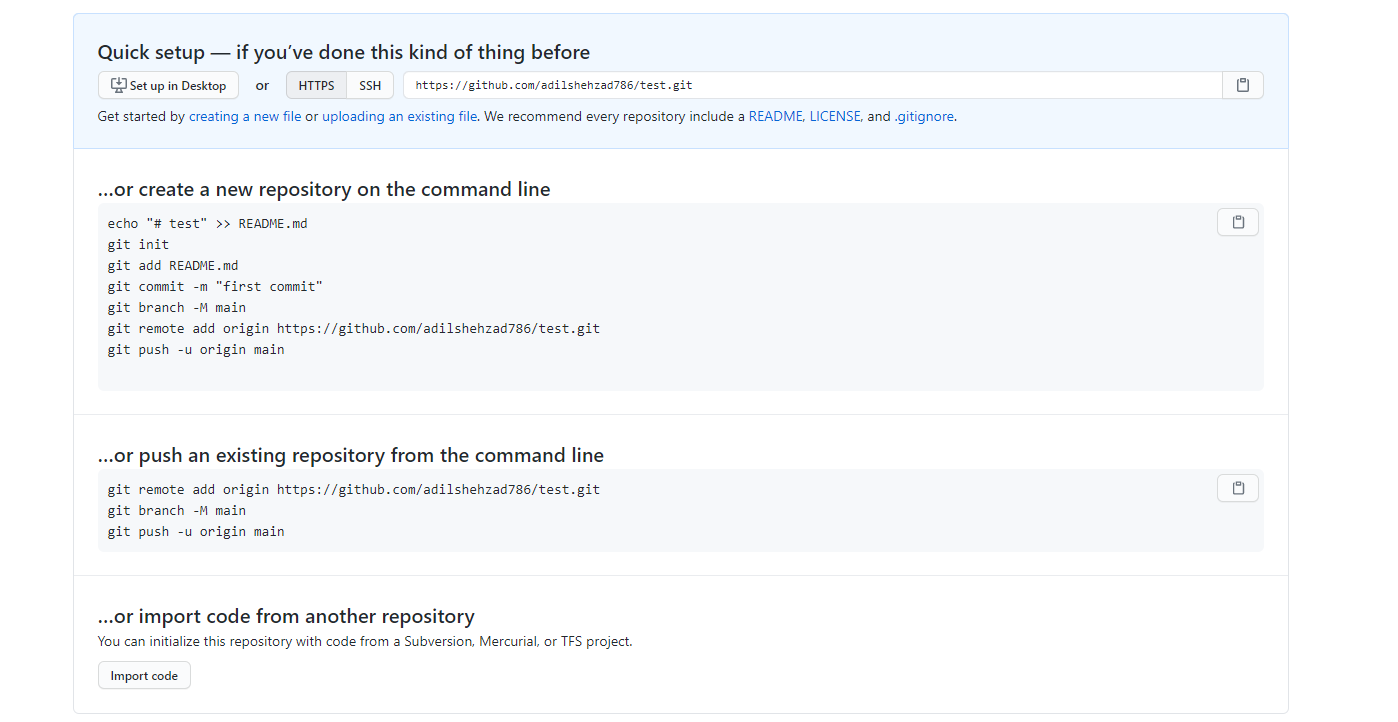 Quick setup — if you’ve done this kind of thing before
Set up in Desktop or HTTPS SSH https://github.com/adilshehzad786/test.git
Get started by creating a new file or uploading an existing file. We recommend every repository include a README, LICENSE, and .gitignore.
…or create a new repository on the command line
echo "# test" >> README.md
git init
git add README.md
git commit -m "first commit"
git branch -M main
git remote add origin https://github.com/adilshehzad786/test.git
git push -u origin main
…or push an existing repository from the command line
git remote add origin https://github.com/adilshehzad786/test.git
git branch -M main
git push -u origin main
…or import code from another repository
You can initialize this repository with code from a Subversion, Mercurial, or TFS project.
Import code